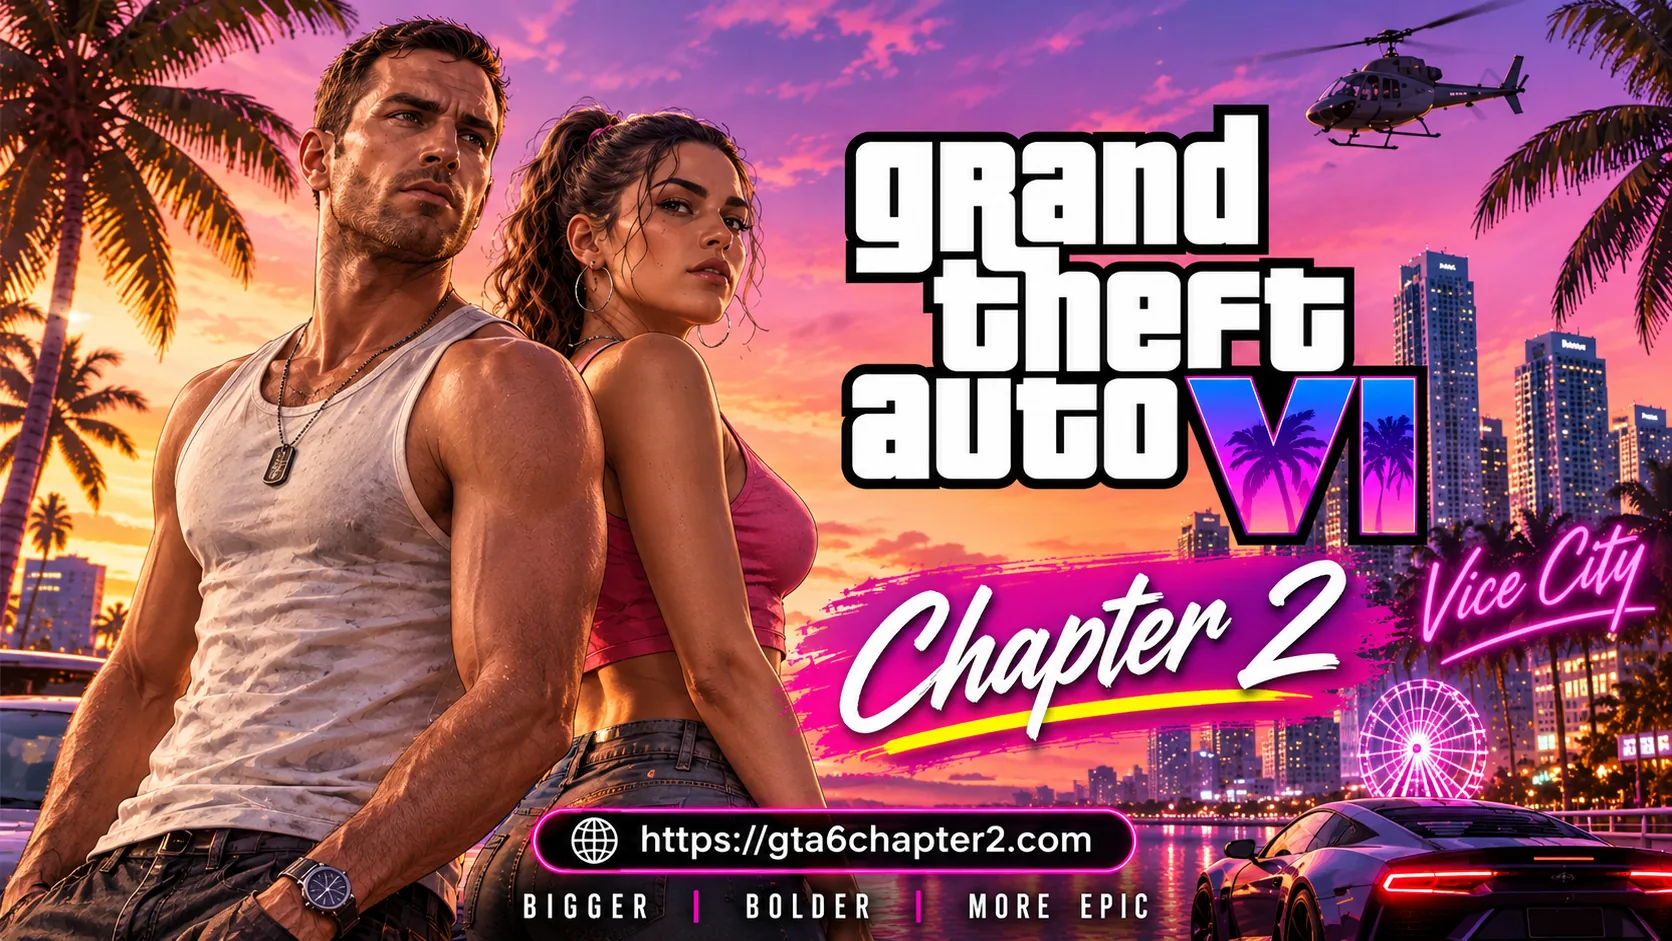 grand
theft
auto VI
Chapter 2
Vice City
https://gta6chapter2.com
BIGGER | BOLDER | MORE EPIC